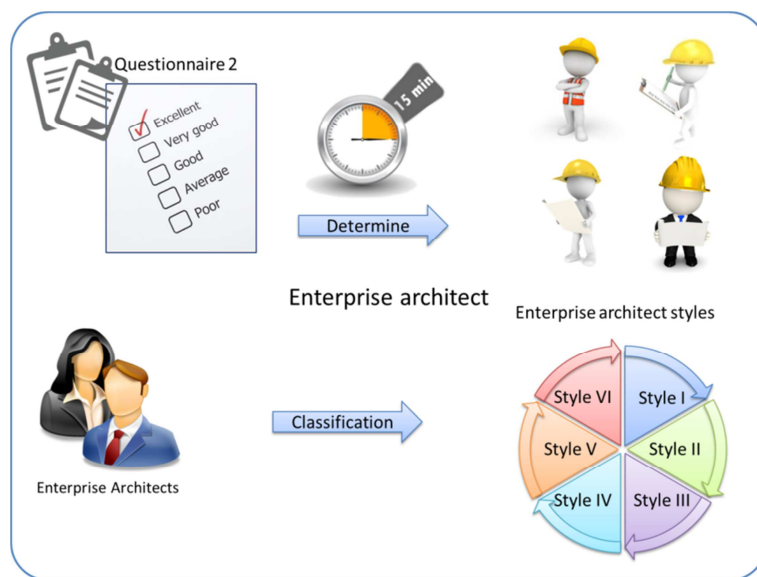 Questionnaire 2
Excellent
Very good
Good
Average
Poor
15 min
Determine
Enterprise architect
Enterprise architect styles
Enterprise Architects
Classification
Style VI
Style I
Style V
Style II
Style IV
Style III